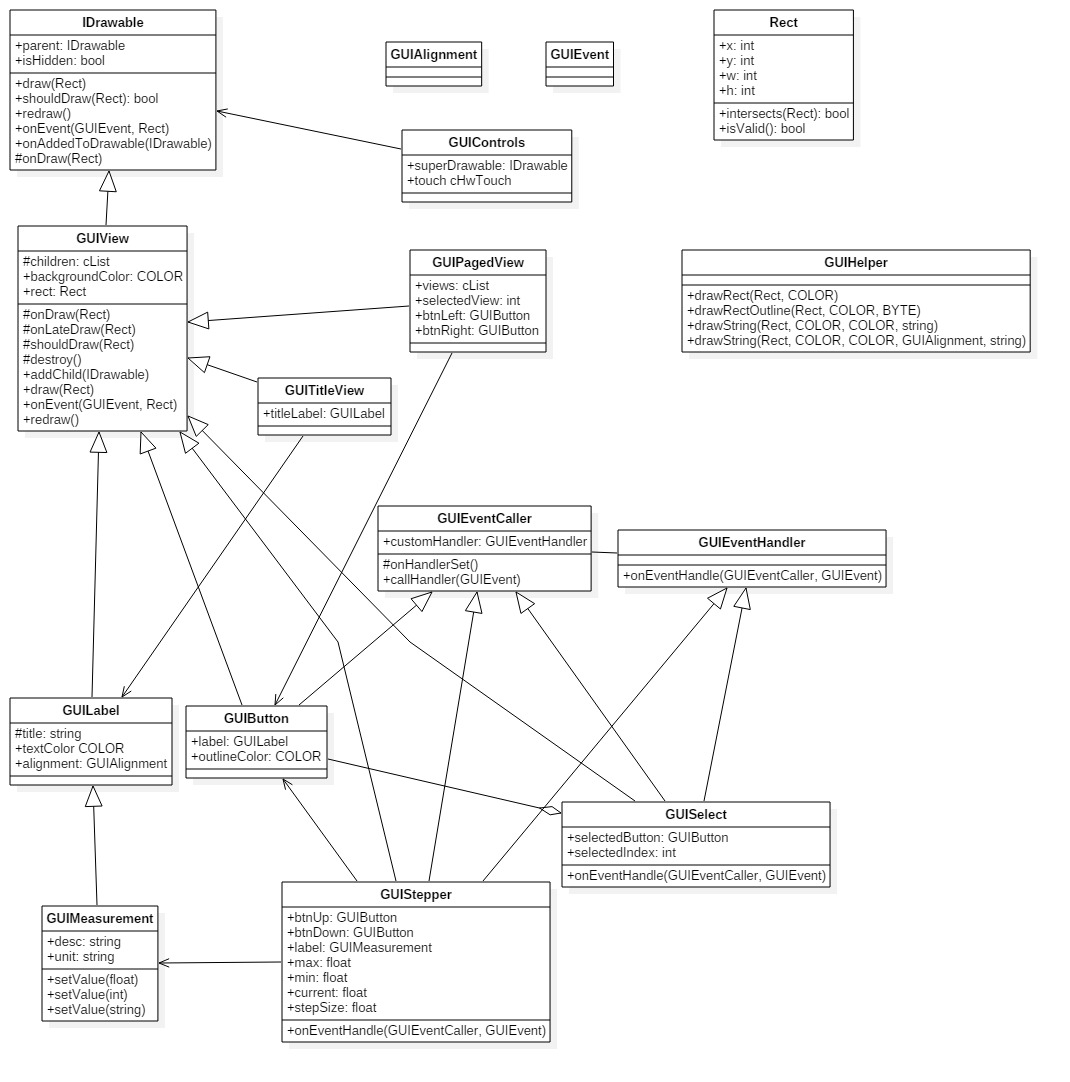 IDrawable
+parent: IDrawable
+isHidden: bool
+draw(Rect)
+shouldDraw(Rect): bool
+redraw()
+onEvent(GUIEvent, Rect)
+onAddedToDrawable(IDrawable)
#onDraw(Rect)
GUIAlignment
GUIEvent
Rect
+x: int
+y: int
+w: int
+h: int
+intersects(Rect): bool
+isValid(): bool
GUIControls
+superDrawable: IDrawable
+touch cHwTouch
GUIView
#children: cList
+backgroundColor: COLOR
+rect: Rect
#onDraw(Rect)
#onLateDraw(Rect)
#shouldDraw(Rect)
#destroy()
+addChild(IDrawable)
+draw(Rect)
+onEvent(GUIEvent, Rect)
+redraw()
GUIPagedView
+views: cList
+selectedView: int
+btnLeft: GUIButton
+btnRight: GUIButton
GUIHelper
+drawRect(Rect, COLOR)
+drawRectOutline(Rect, COLOR, BYTE)
+drawString(Rect, COLOR, COLOR, string)
+drawString(Rect, COLOR, COLOR, GUIAlignment, string)
GUITitleView
+titleLabel: GUILabel
GUIEventCaller
+customHandler: GUIEventHandler
#onHandlerSet()
+callHandler(GUIEvent)
GUIEventHandler
+onEventHandle(GUIEventCaller, GUIEvent)
GUILabel
#title: string
+textColor COLOR
+alignment: GUIAlignment
GUIButton
+label: GUILabel
+outlineColor: COLOR
GUISelect
+selectedButton: GUIButton
+selectedIndex: int
+onEventHandle(GUIEventCaller, GUIEvent)
GUIMeasurement
+desc: string
+unit: string
+setValue(float)
+setValue(int)
+setValue(string)
GUIStepper
+btnUp: GUIButton
+btnDown: GUIButton
+label: GUIMeasurement
+max: float
+min: float
+current: float
+stepSize: float
+onEventHandle(GUIEventCaller, GUIEvent)